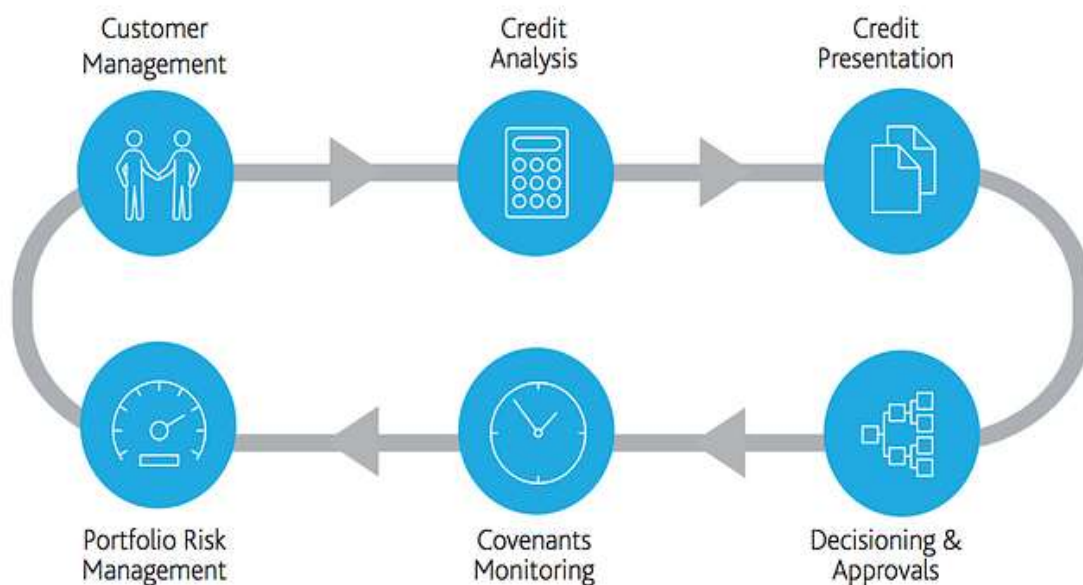 Customer
Management
Credit
Analysis
Credit
Presentation
Portfolio Risk
Management
Covenants
Monitoring
Decisioning &
Approvals